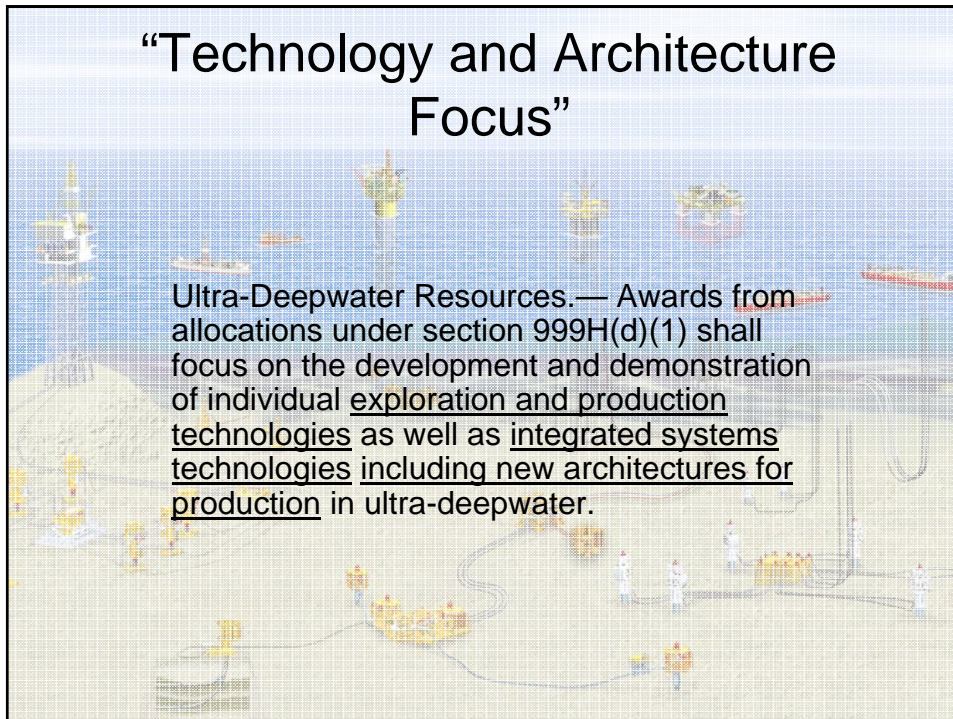 “Technology and Architecture
Focus”
Ultra-Deepwater Resources.— Awards from
allocations under section 999H(d)(1) shall
focus on the development and demonstration
of individual exploration and production
technologies as well as integrated systems
technologies including new architectures for
production in ultra-deepwater.